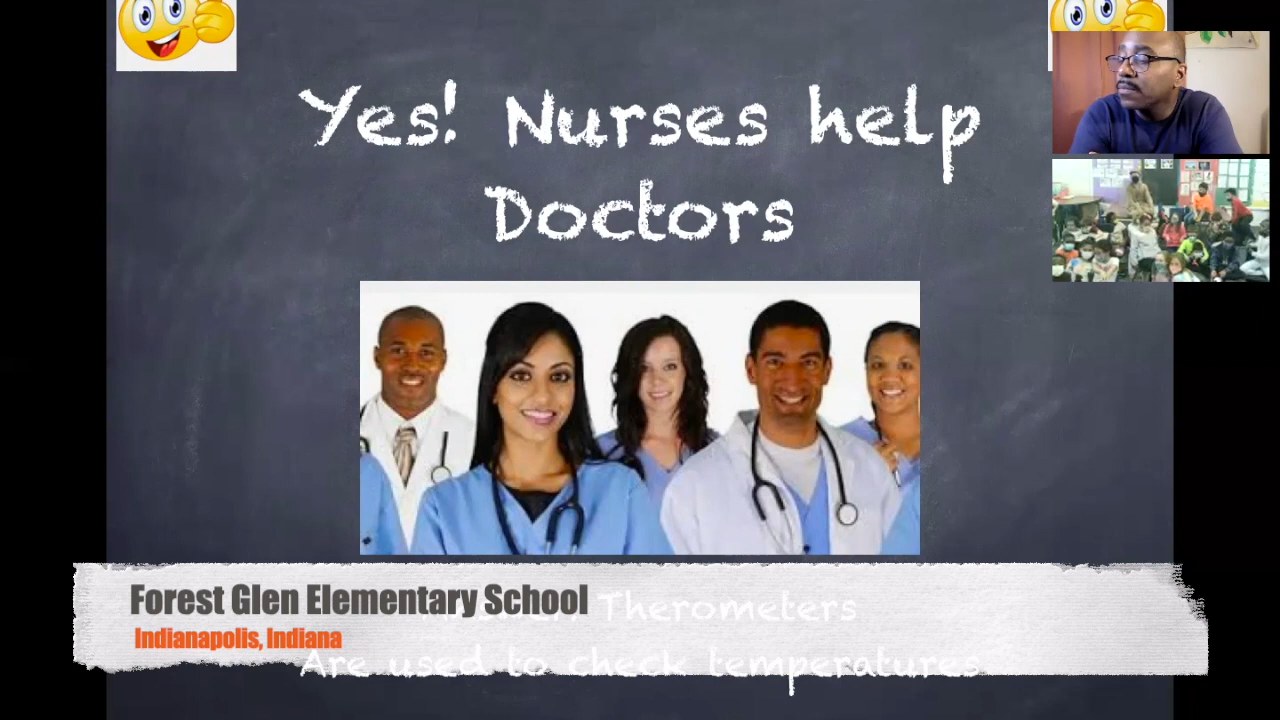 Yes! Nurses help
Doctors
Forest Glen Elementary School
Therometers
Indianapolis, Indiana
Are used to check temperatures